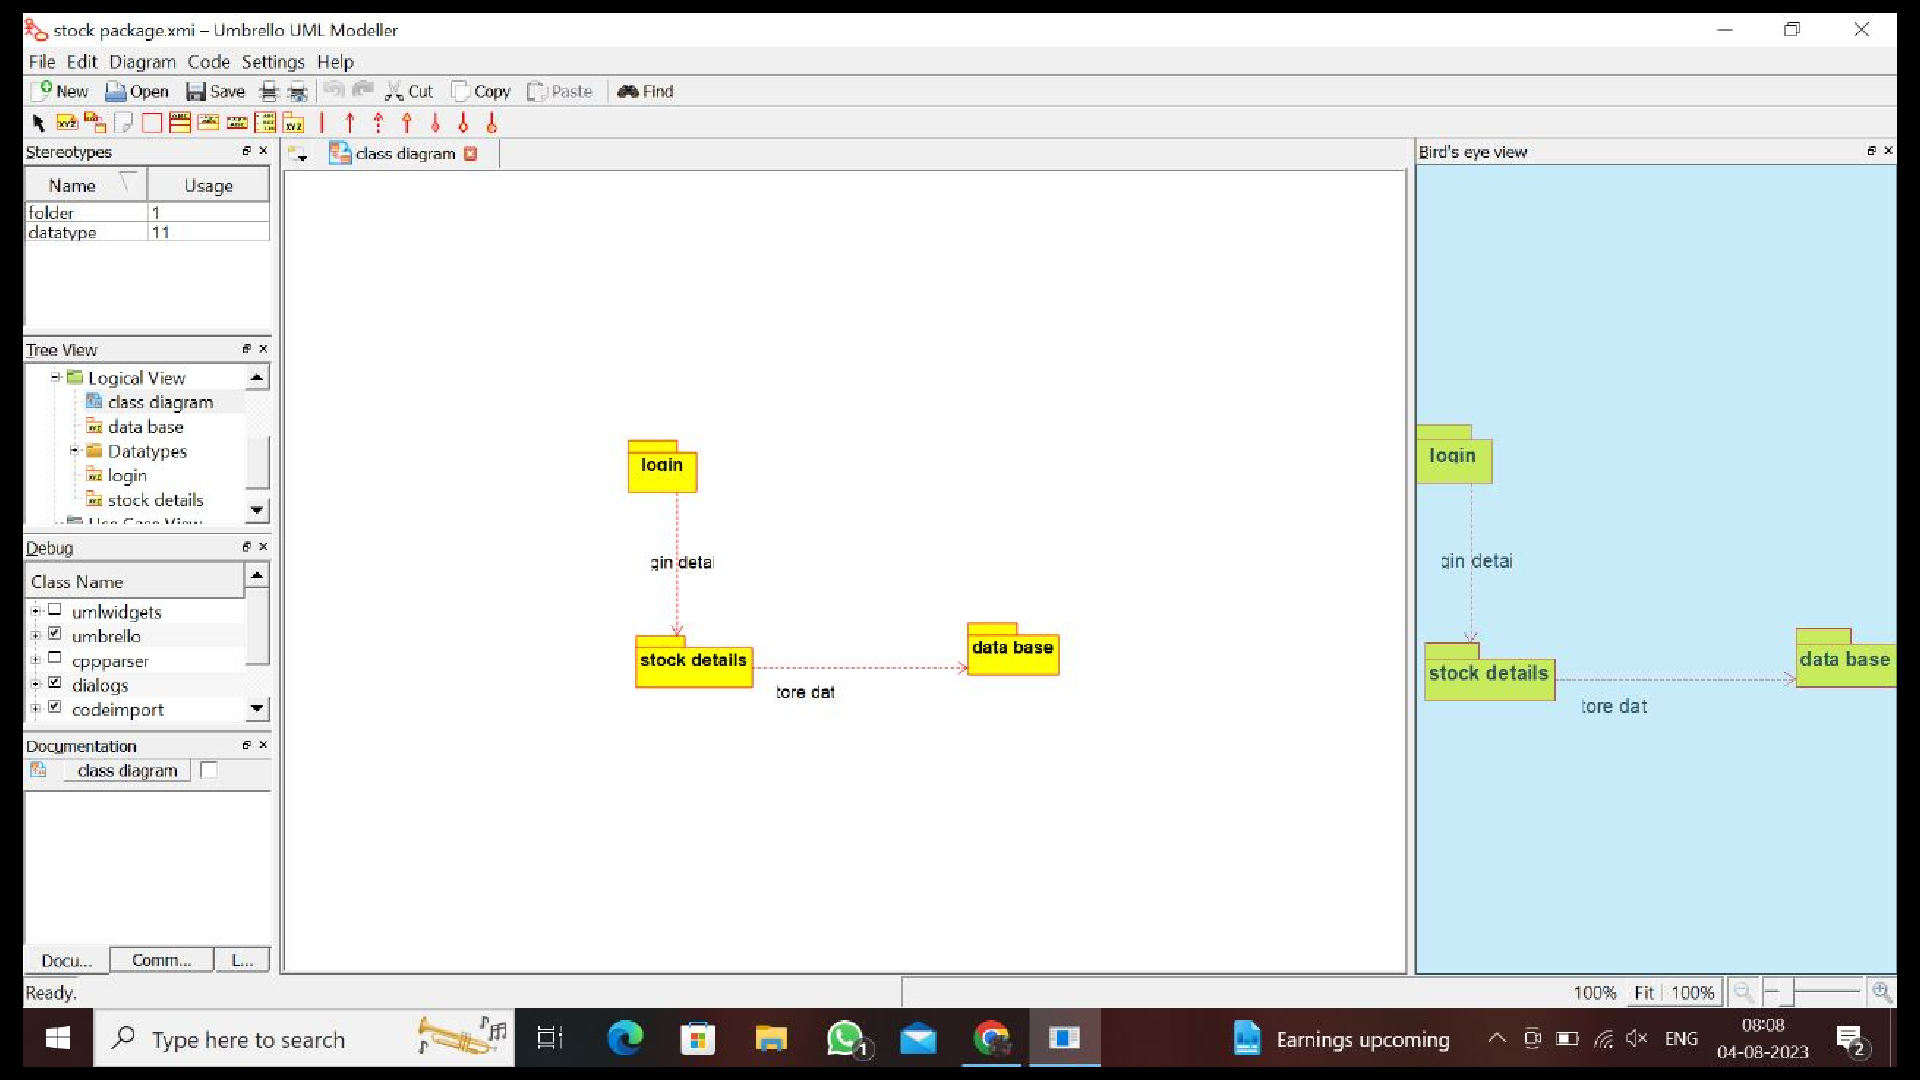 stock package.xmi – Umbrello UML Modeller
File Edit Diagram Code Settings Help
New Open Save Cut Copy Paste Find
Stereotypes
class diagram
Bird's eye view
Name Usage
folder 1
datatype 11
Tree View
Logical View
class diagram
data base
Datatypes
login
stock details
Use Case View
Debug
Class Name
umlwidgets
umbrello
cppparser
dialogs
codeimport
Documentation
class diagram
Docu... Comm... L...
login
gin detai
stock details
data base
tore dat
login
gin detai
stock details
data base
tore dat
Ready.
100% Fit 100%
Type here to search
1
Earnings upcoming
ENG
08:08
04-08-2023
2